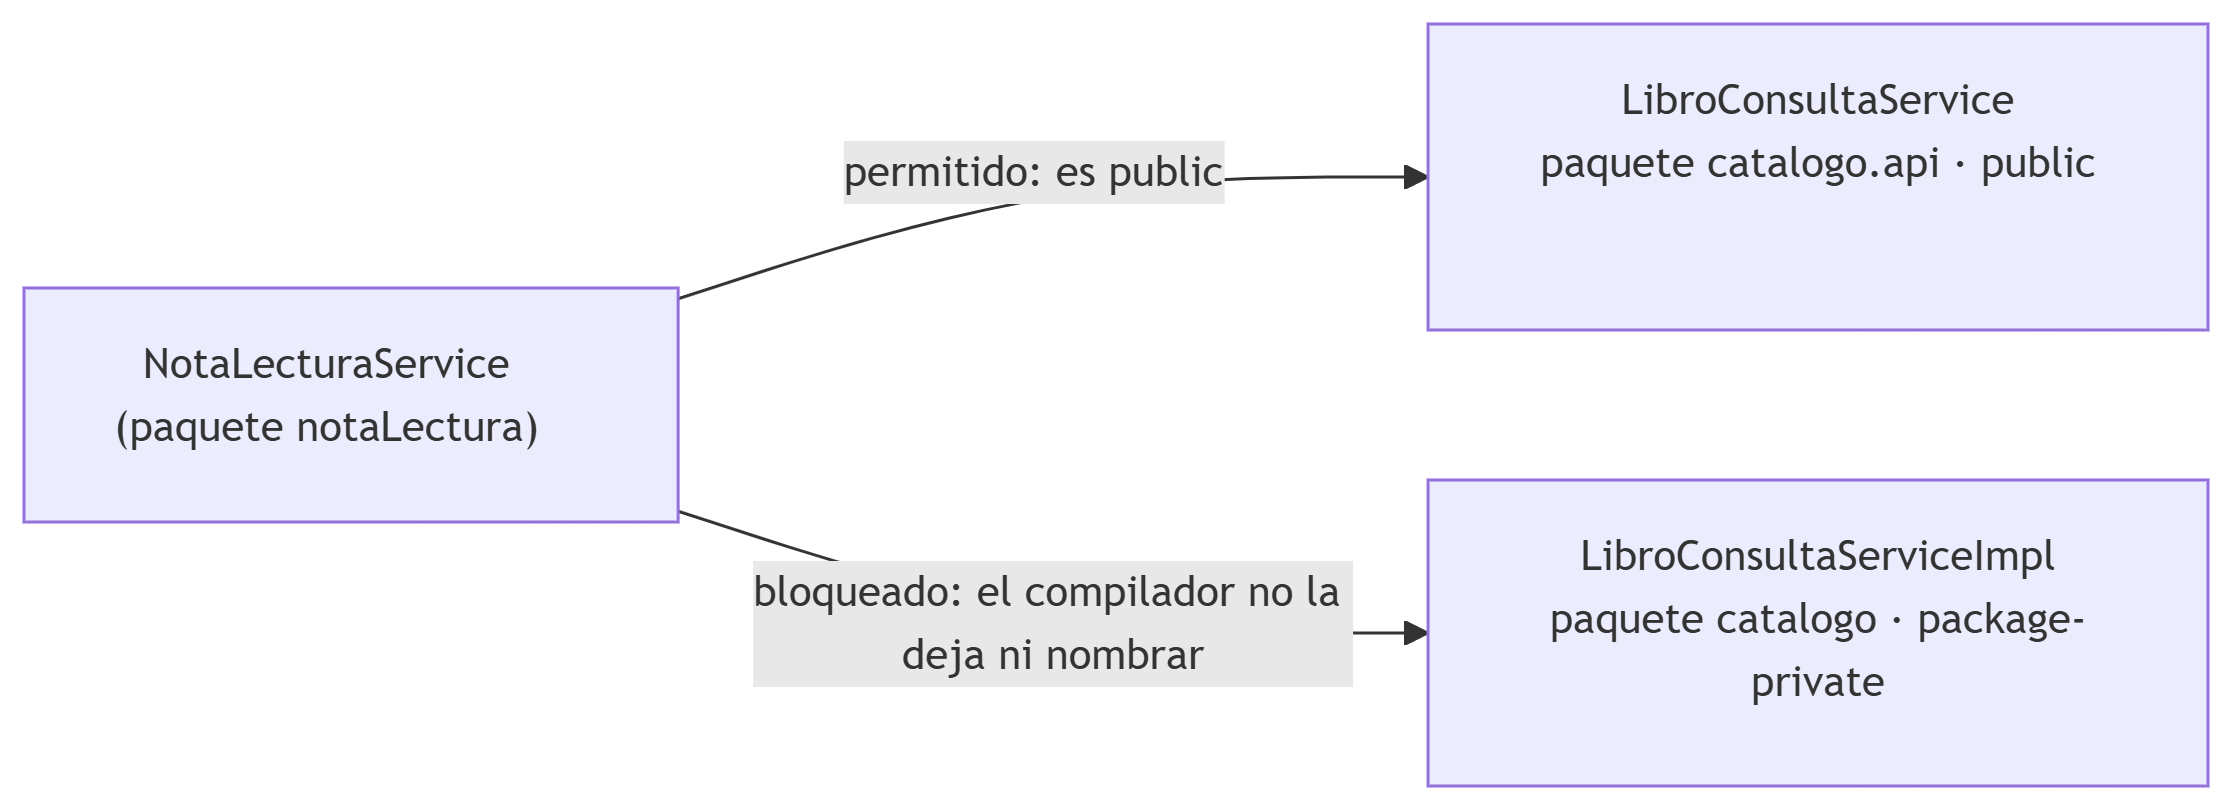 LibroConsultaService
paquete catalogo.api · public
permitido: es public
NotaLecturaService
(paquete notaLectura)
bloqueado: el compilador no la
deja ni nombrar
LibroConsultaServiceImpl
paquete catalogo · package-
private